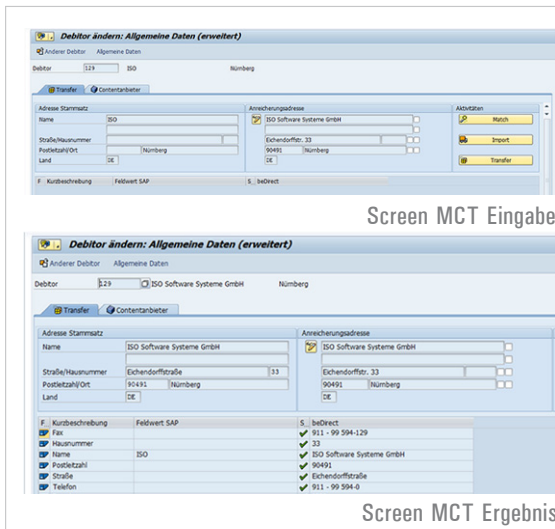 Debitor ändern: Allgemeine Daten (erweitert)
Anderer Debitor Allgemeine Daten
Debitor 129 ISO Nürnberg
Transfer Contentanbieter
Adresse Stammsatz Anreicherungsadresse Aktivitäten
Name ISO ISO Software Systeme GmbH Match
Straße/Hausnummer Eichendorffstr. 33 Import
Postleitzahl/Ort Nürnberg 90491 Nürnberg
Land DE DE Transfer
F Kurzbeschreibung Feldwert SAP S.. beDirect
Screen MCT Eingabe
Debitor ändern: Allgemeine Daten (erweitert)
Anderer Debitor Allgemeine Daten
Debitor 129 ISO Software Systeme GmbH Nürnberg
Transfer Contentanbieter
Adresse Stammsatz Anreicherungsadresse
Name ISO Software Systeme GmbH ISO Software Systeme GmbH
Straße/Hausnummer Eichendorffstraße 33 Eichendorffstr. 33
Postleitzahl/Ort 90491 Nürnberg 90491 Nürnberg
Land DE DE
F.. Kurzbeschreibung Feldwert SAP S.. beDirect
Fax 911 - 99 594-129
Hausnummer 33
Name ISO ISO Software Systeme GmbH
Postleitzahl 90491
Straße Eichendorffstraße
Telefon 911 - 99 594-0
Screen MCT Ergebnis